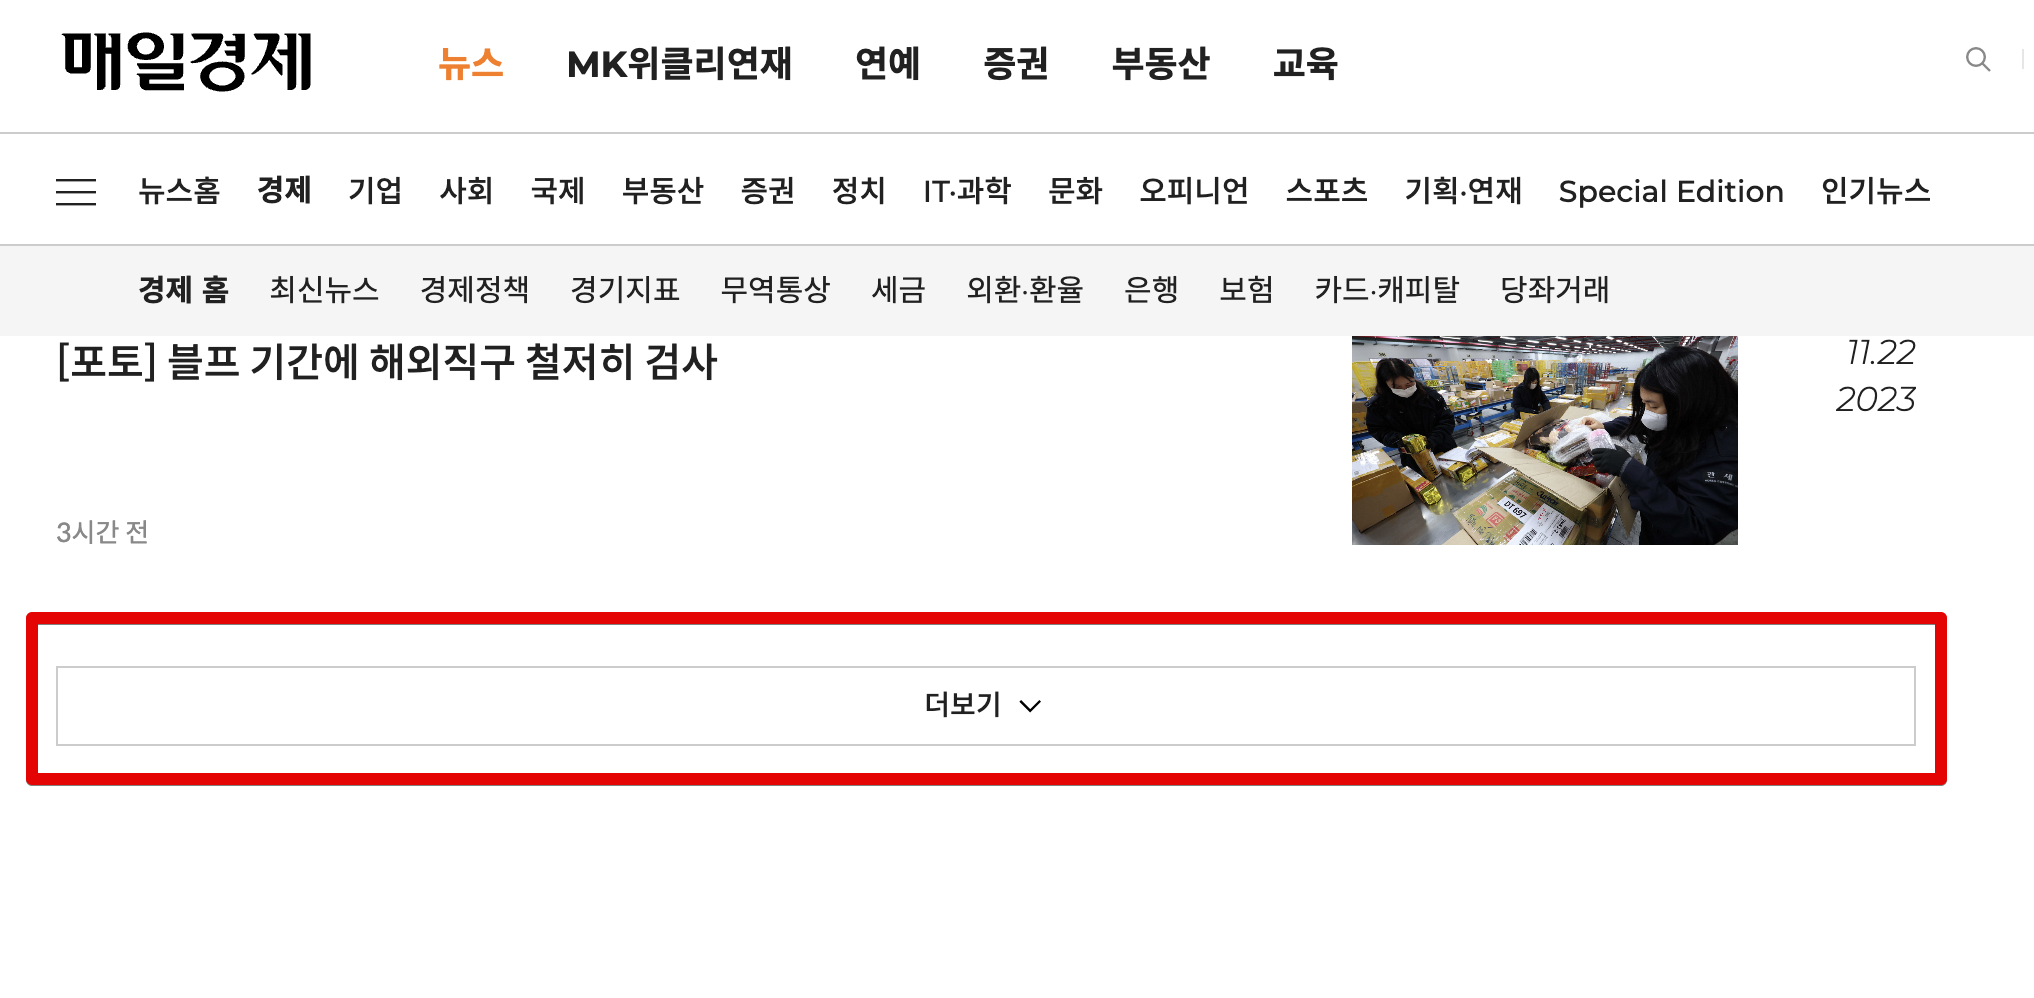 매일경제
뉴스 MK위클리연재 연예 증권 부동산 교육
뉴스홈 경제 기업 사회 국제 부동산 증권 정치 IT·과학 문화 오피니언 스포츠 기획·연재 Special Edition 인기뉴스
경제 홈 최신뉴스 경제정책 경기지표 무역통상 세금 외환·환율 은행 보험 카드·캐피탈 당좌거래
[포토] 블프 기간에 해외직구 철저히 검사
11.22
2023
DT 697
3시간 전
더보기